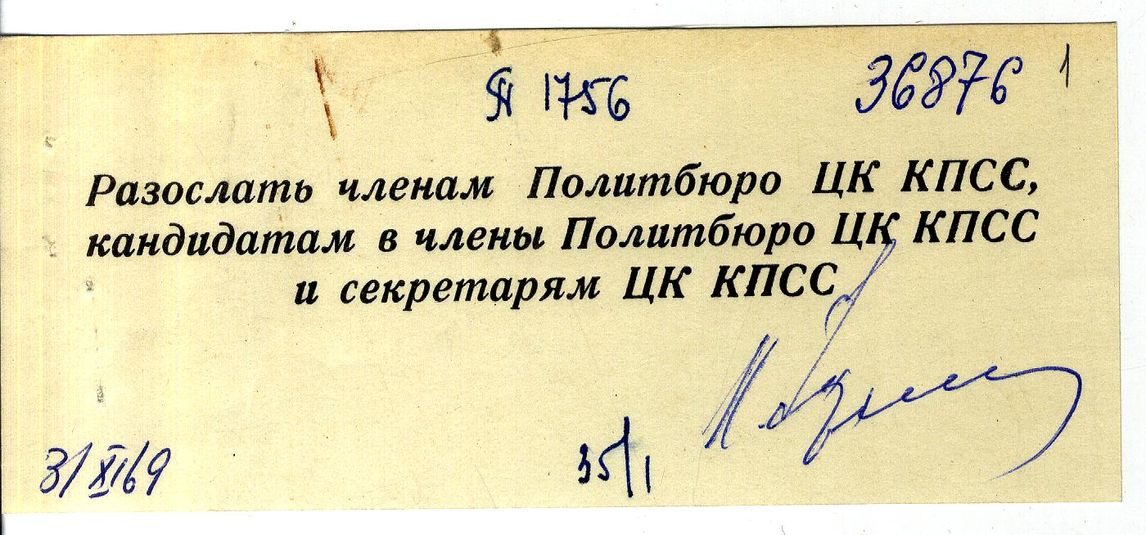 П 1756 36876 1
Разослать членам Политбюро ЦК КПСС,
кандидатам в члены Политбюро ЦК КПСС
и секретарям ЦК КПСС
3/XI 69 35/1